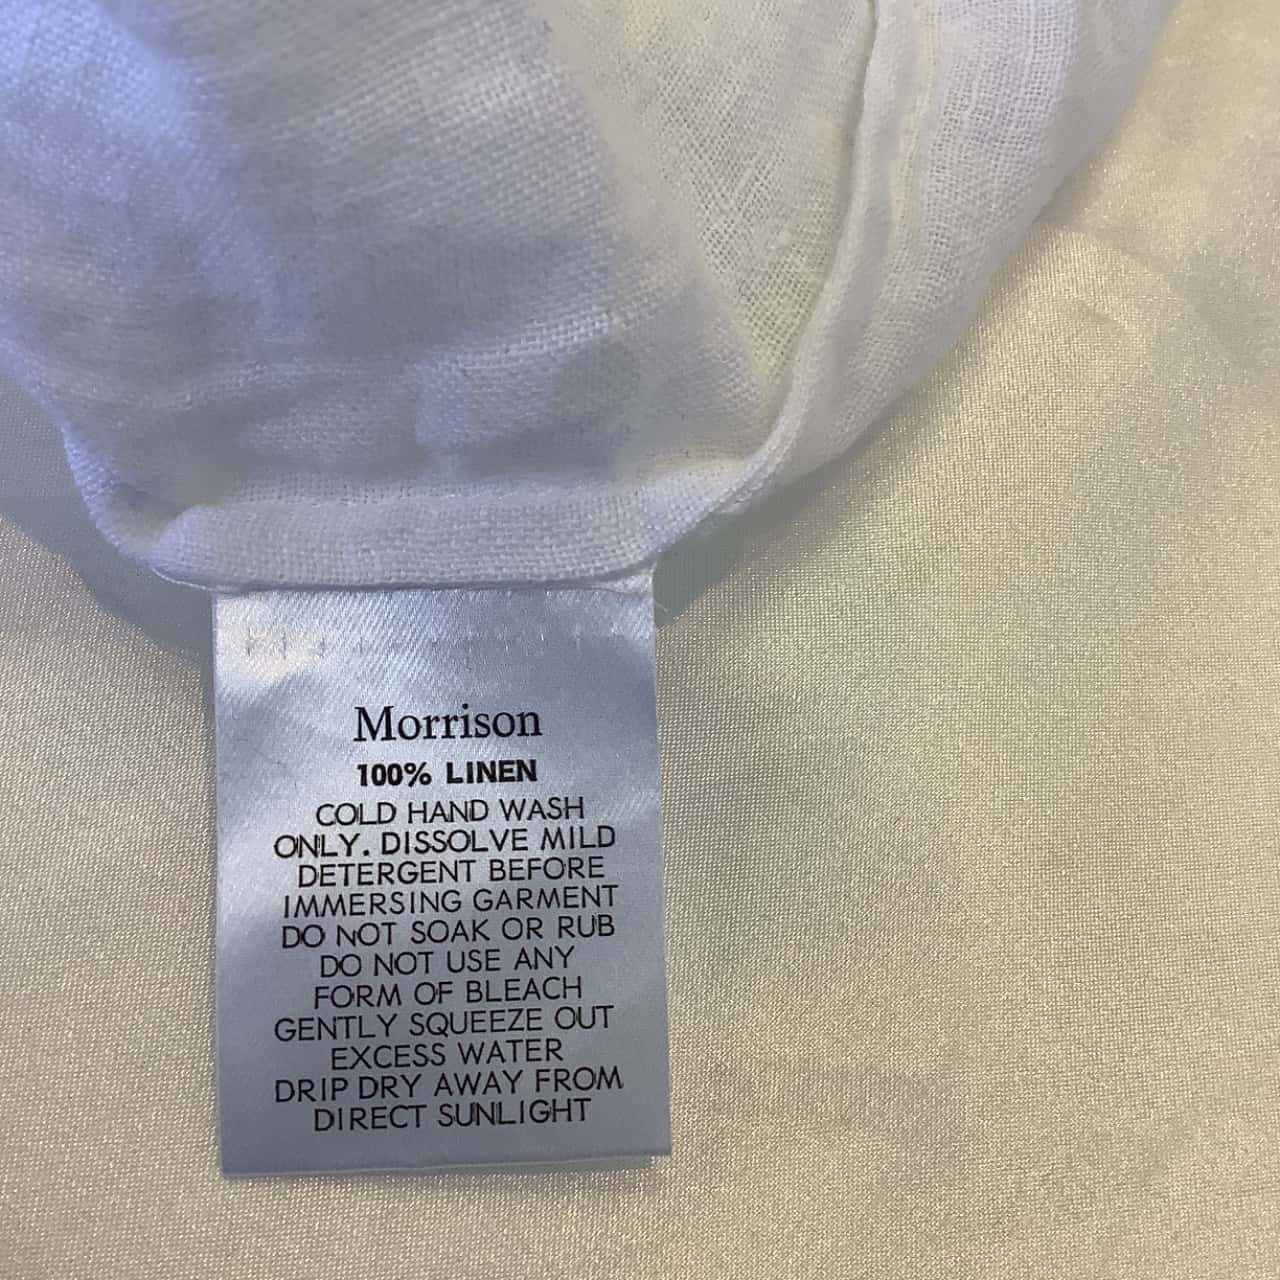 Morrison
100% LINEN
COLD HAND WASH
ONLY. DISSOLVE MILD
DETERGENT BEFORE
IMMERSING GARMENT
DO NOT SOAK OR RUB
DO NOT USE ANY
FORM OF BLEACH
GENTLY SQUEEZE OUT
EXCESS WATER
DRIP DRY AWAY FROM
DIRECT SUNLIGHT